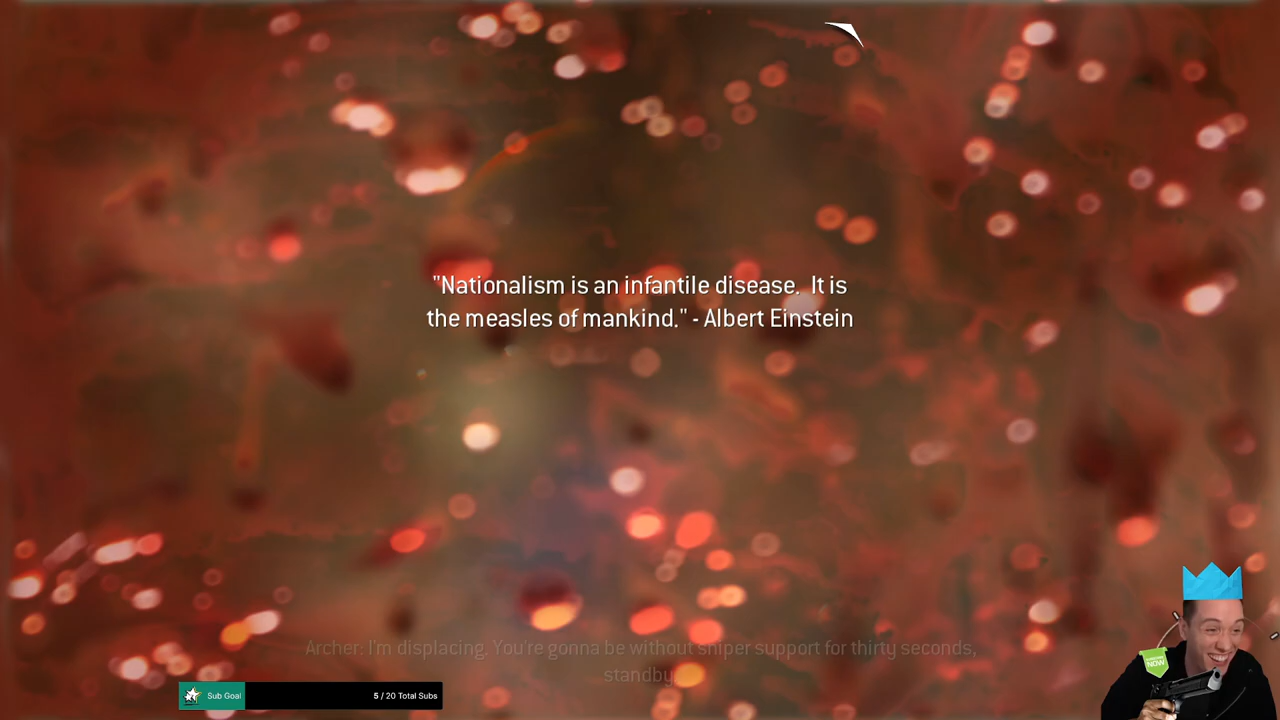 "Nationalism is an infantile disease.  It is
the measles of mankind." - Albert Einstein
Archer: I'm displacing. You're gonna be without sniper support for thirty seconds,
standby.
Sub Goal
5 / 20 Total Subs
NOW